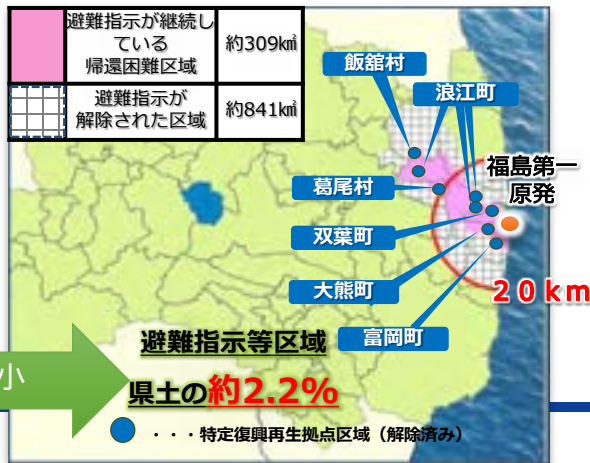 避難指示が継続し
ている
帰還困難区域
約309㎢
避難指示が
解除された区域
約841㎢
飯舘村
浪江町
福島第一
原発
葛尾村
双葉町
大熊町
20km
富岡町
避難指示等区域
小
県土の約2.2%
・・・特定復興再生拠点区域（解除済み）